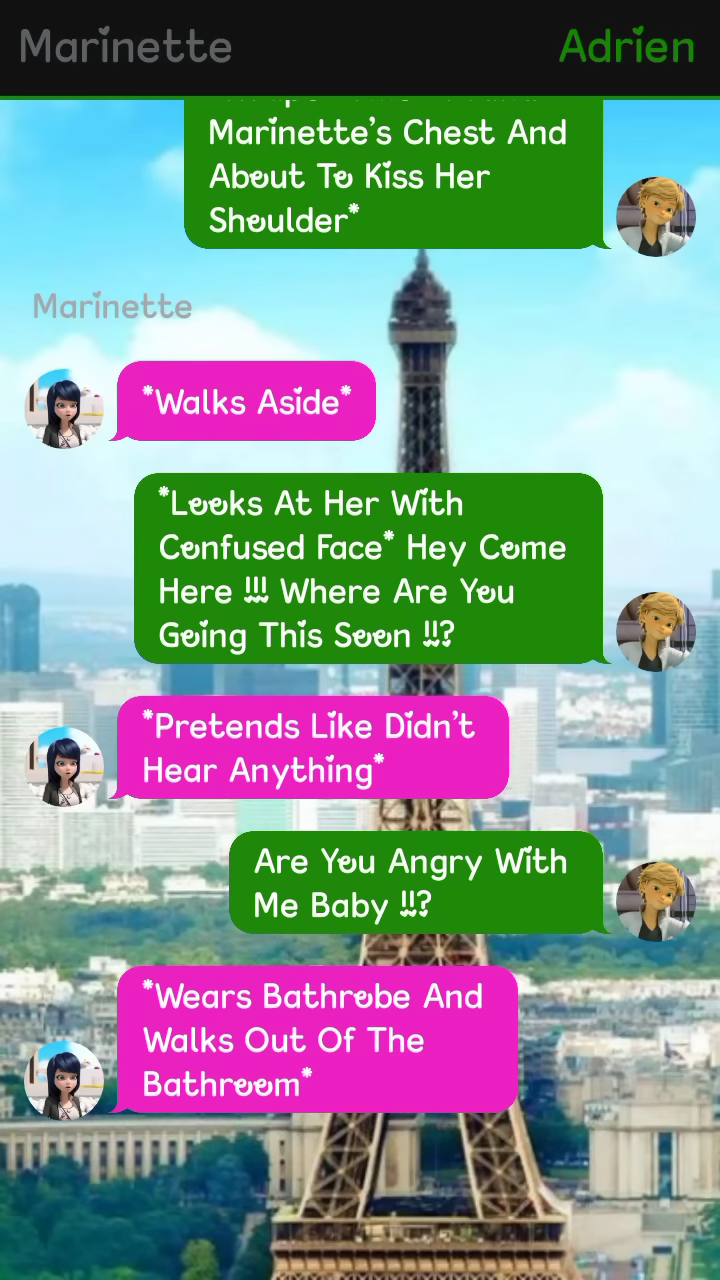 Marinette
Adrien
Marinette's Chest And
About To Kiss Her
Shoulder*
Marinette
*Walks Aside*
*Looks At Her With
Confused Face* Hey Come
Here !!! Where Are You
Going This Soon !!?
*Pretends Like Didn't
Hear Anything*
Are You Angry With
Me Baby !!?
*Wears Bathrobe And
Walks Out Of The
Bathroom*